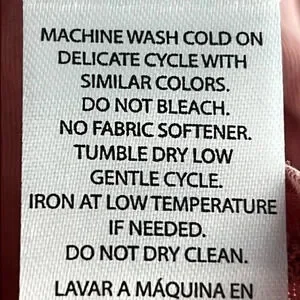 MACHINE WASH COLD ON
DELICATE CYCLE WITH
SIMILAR COLORS.
DO NOT BLEACH.
NO FABRIC SOFTENER.
TUMBLE DRY LOW
GENTLE CYCLE.
IRON AT LOW TEMPERATURE
IF NEEDED.
DO NOT DRY CLEAN.
LAVAR A MÁQUINA EN